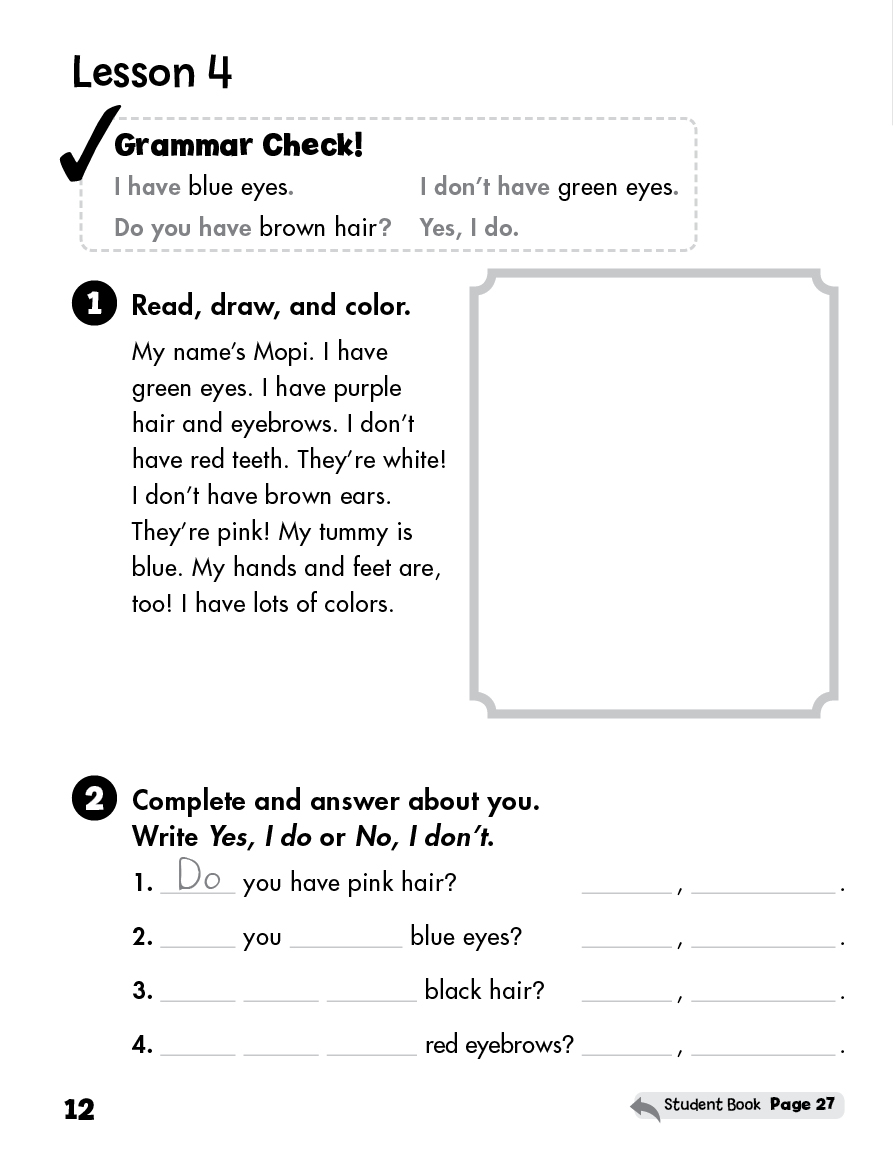 Lesson 4
Grammar Check!
I have blue eyes. I don't have green eyes.
Do you have brown hair? Yes, I do.
1 Read, draw, and color.
My name's Mopi. I have
green eyes. I have purple
hair and eyebrows. I don't
have red teeth. They're white!
I don't have brown ears.
They're pink! My tummy is
blue. My hands and feet are,
too! I have lots of colors.
2 Complete and answer about you.
Write Yes, I do or No, I don't.
1. Do you have pink hair? ______ , ______ .
2. ______ you ______ blue eyes? ______ , ______ .
3. ______ ______ ______ black hair? ______ , ______ .
4. ______ ______ ______ red eyebrows? ______ , ______ .
12
Student Book Page 27